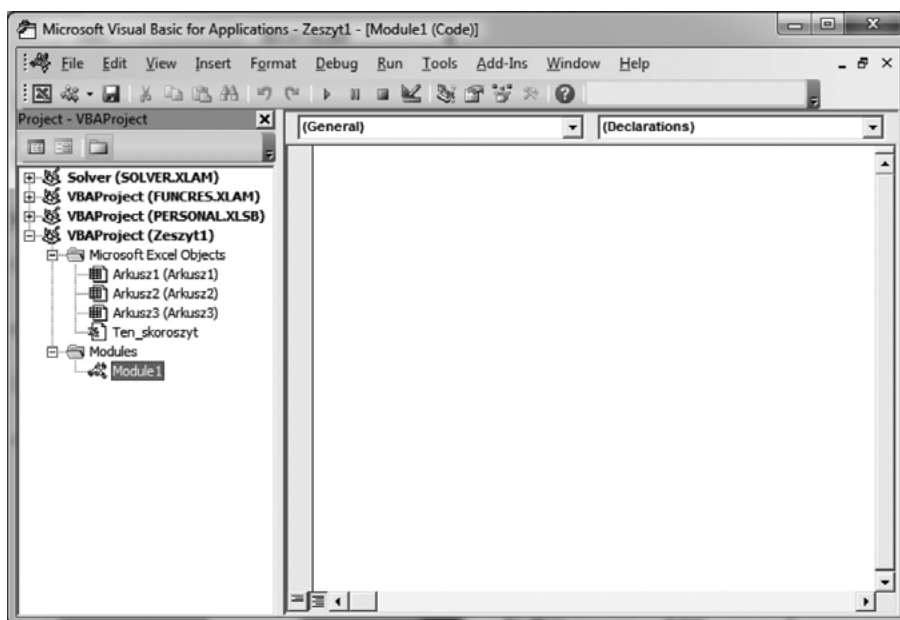 Microsoft Visual Basic for Applications - Zeszyt1 - [Module1 (Code)]
File Edit View Insert Format Debug Run Tools Add-Ins Window Help
Project - VBAProject
(General)
(Declarations)
Solver (SOLVER.XLAM)
VBAProject (FUNCRES.XLAM)
VBAProject (PERSONAL.XLSB)
VBAProject (Zeszyt1)
Microsoft Excel Objects
Arkusz1 (Arkusz1)
Arkusz2 (Arkusz2)
Arkusz3 (Arkusz3)
Ten_skoroszyt
Modules
Module1